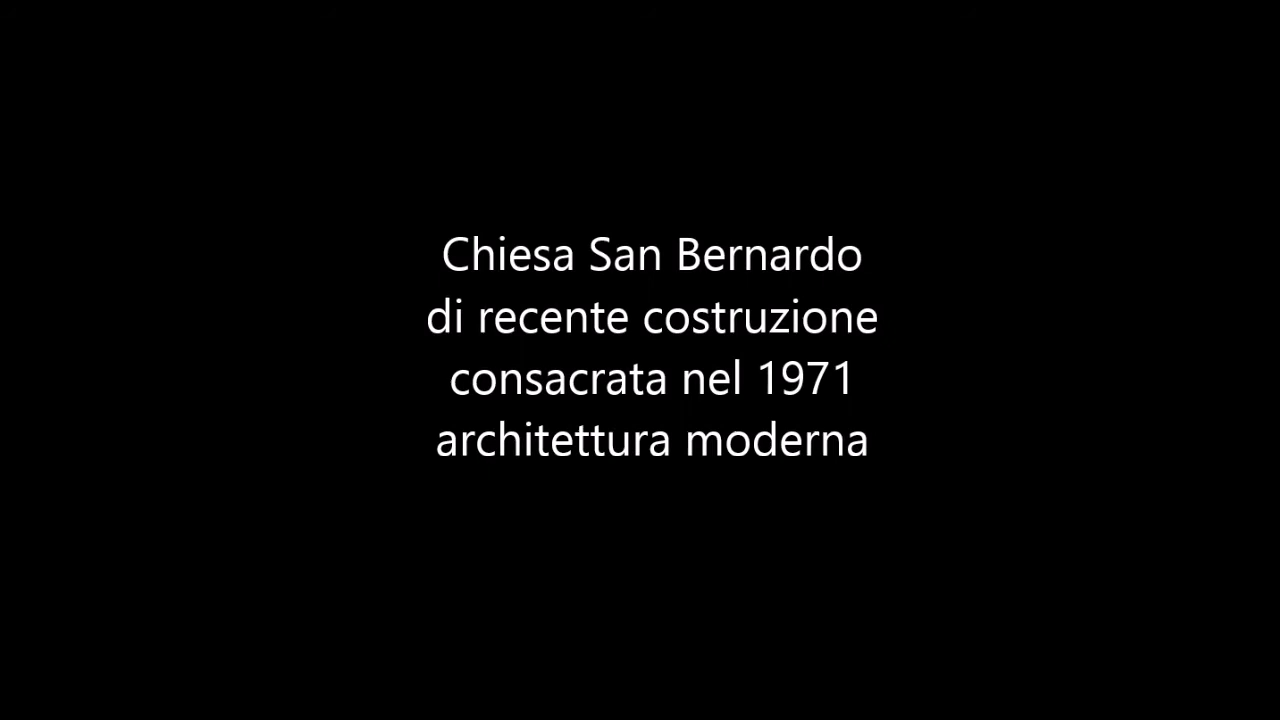 Chiesa San Bernardo
di recente costruzione
consacrata nel 1971
architettura moderna